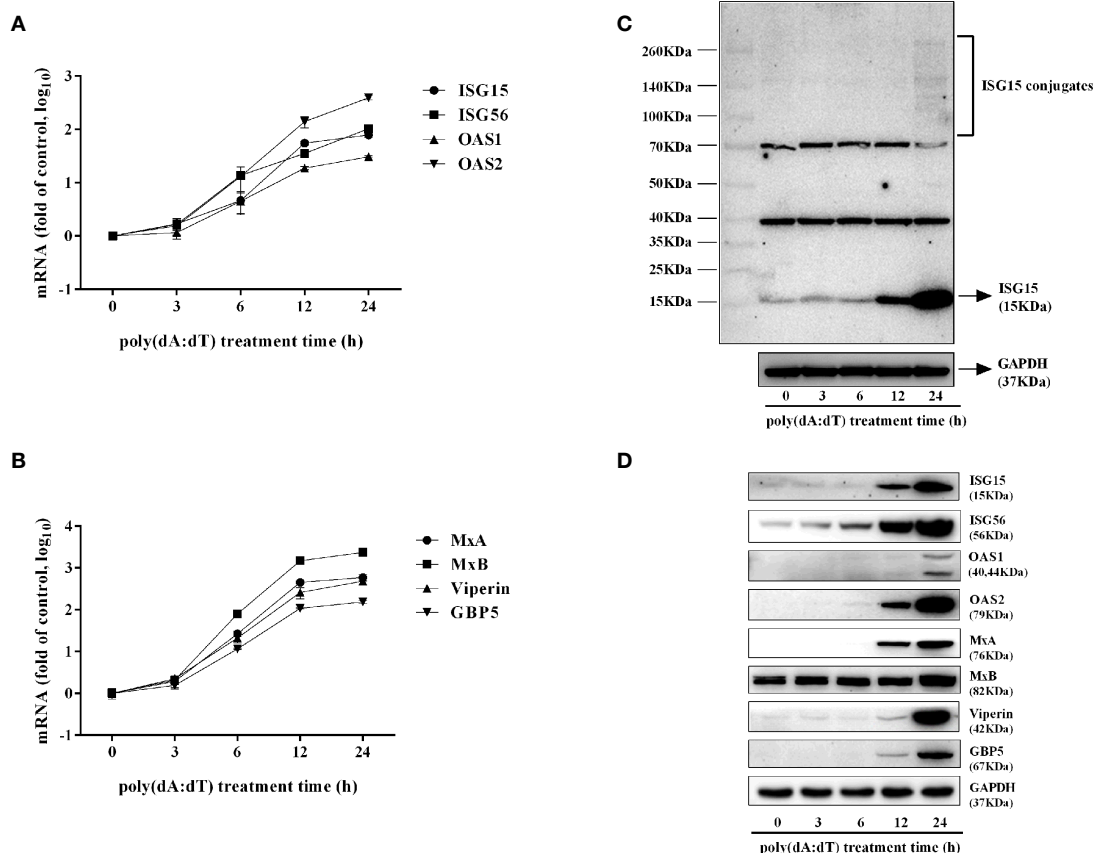 A
mRNA (fold of control, log10)
3
2
1
0
-1
0 3 6 12 24
poly(dA:dT) treatment time (h)
ISG15
ISG56
OAS1
OAS2
B
mRNA (fold of control, log10)
4
3
2
1
0
-1
0 3 6 12 24
poly(dA:dT) treatment time (h)
MxA
MxB
Viperin
GBP5
C
260KDa
140KDa
100KDa
70KDa
50KDa
40KDa
35KDa
25KDa
15KDa
ISG15 conjugates
ISG15
(15KDa)
GAPDH
(37KDa)
0 3 6 12 24
poly(dA:dT) treatment time (h)
D
ISG15
(15KDa)
ISG56
(56KDa)
OAS1
(40,44KDa)
OAS2
(79KDa)
MxA
(76KDa)
MxB
(82KDa)
Viperin
(42KDa)
GBP5
(67KDa)
GAPDH
(37KDa)
0 3 6 12 24
poly(dA:dT) treatment time (h)